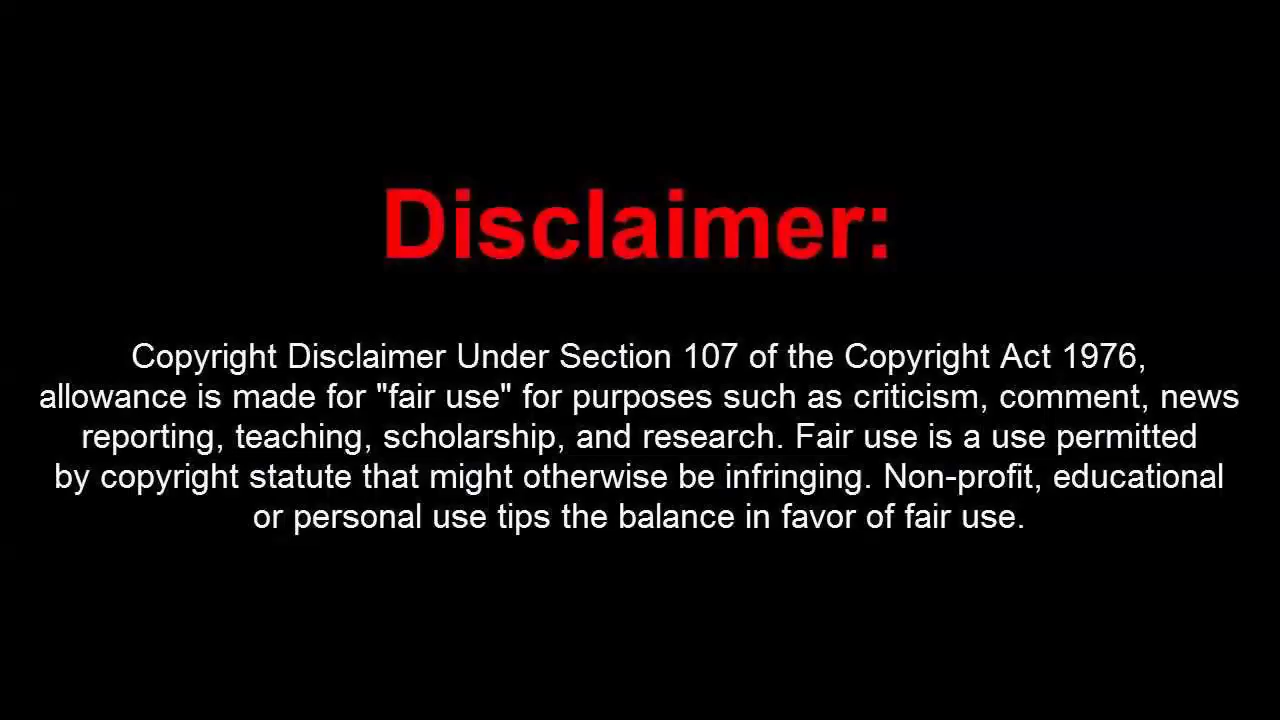 Disclaimer:
Copyright Disclaimer Under Section 107 of the Copyright Act 1976,
allowance is made for "fair use" for purposes such as criticism, comment, news
reporting, teaching, scholarship, and research. Fair use is a use permitted
by copyright statute that might otherwise be infringing. Non-profit, educational
or personal use tips the balance in favor of fair use.